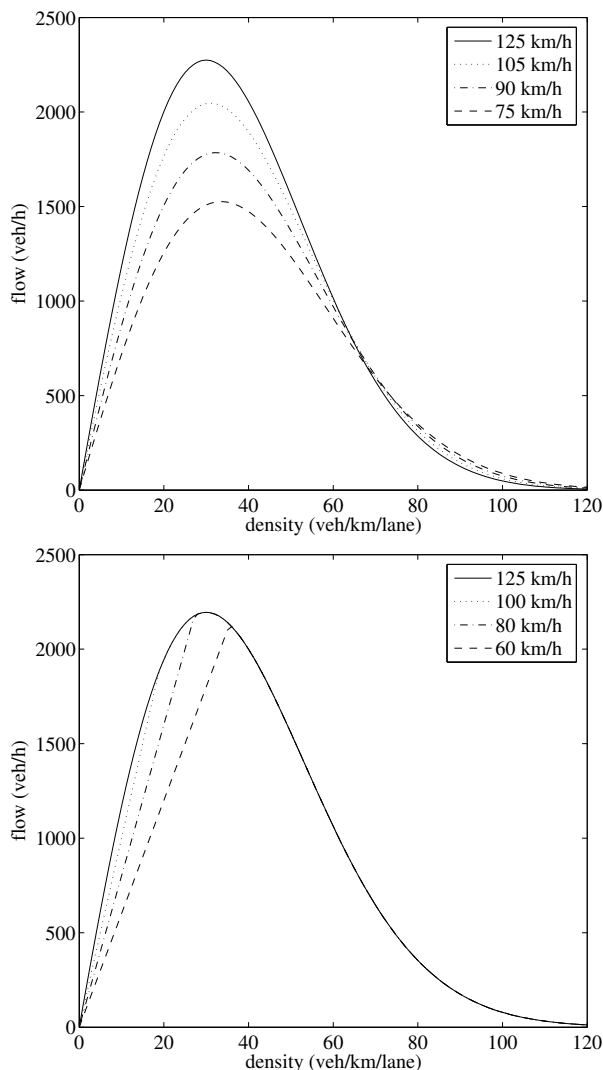 2500
2000
1500
1000
500
0
flow (veh/h)
125 km/h
105 km/h
90 km/h
75 km/h
0 20 40 60 80 100 120
density (veh/km/lane)
2500
2000
1500
1000
500
0
flow (veh/h)
125 km/h
100 km/h
80 km/h
60 km/h
0 20 40 60 80 100 120
density (veh/km/lane)